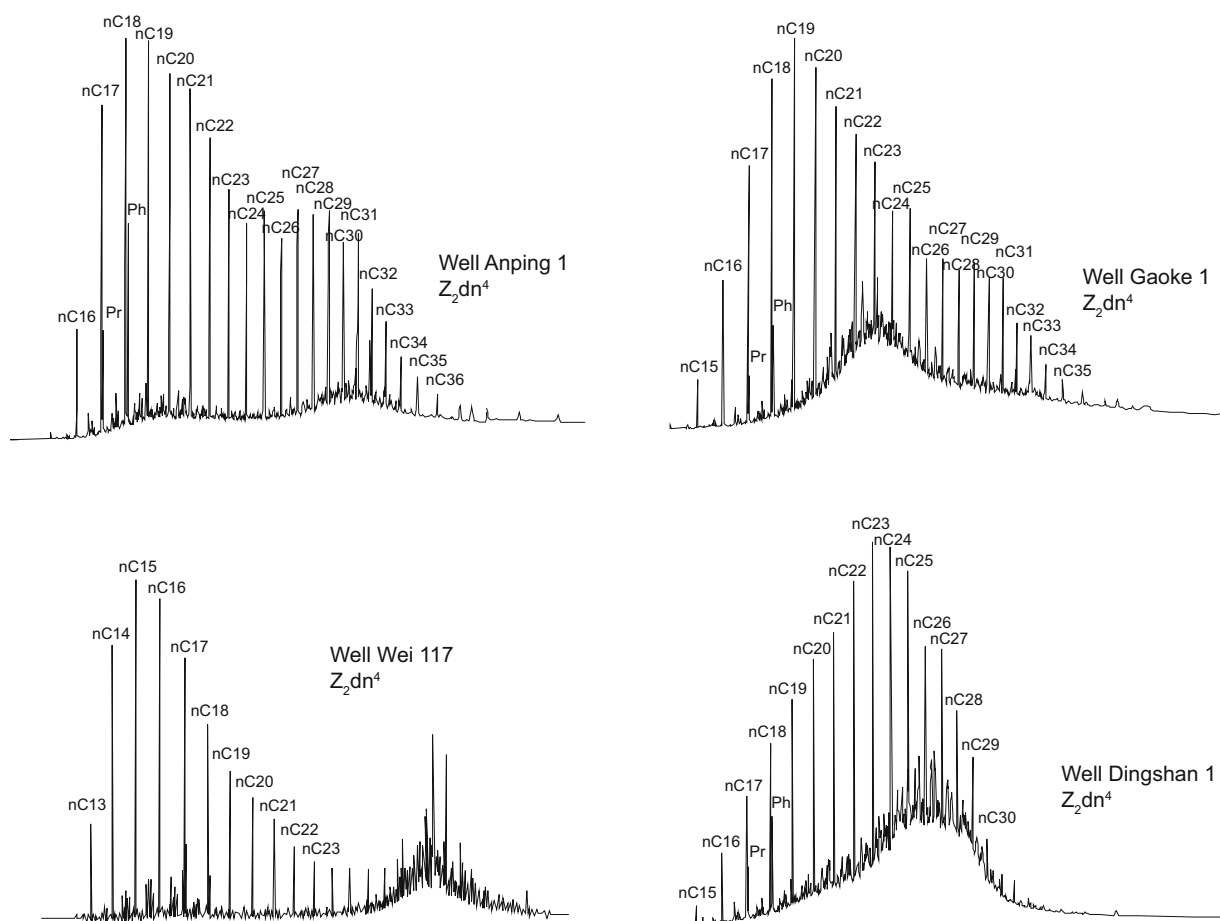 nC18
nC19
nC20
nC21
nC17
nC22
nC23
nC24
nC25
nC26
nC27
nC28
nC29
nC30
nC31
nC32
nC33
nC34
nC35
nC36
nC16
Pr
Ph
Well Anping 1
Z₂dn⁴
nC19
nC20
nC18
nC21
nC22
nC17
nC23
nC24
nC25
nC26
nC27
nC28
nC29
nC30
nC31
nC32
nC33
nC34
nC35
nC16
nC15
Pr
Ph
Well Gaoke 1
Z₂dn⁴
nC15
nC16
nC14
nC17
nC18
nC19
nC20
nC21
nC22
nC23
nC13
Well Wei 117
Z₂dn⁴
nC23
nC24
nC25
nC22
nC26
nC27
nC21
nC20
nC19
nC28
nC18
nC29
nC17
nC30
Ph
nC16
Pr
nC15
Well Dingshan 1
Z₂dn⁴